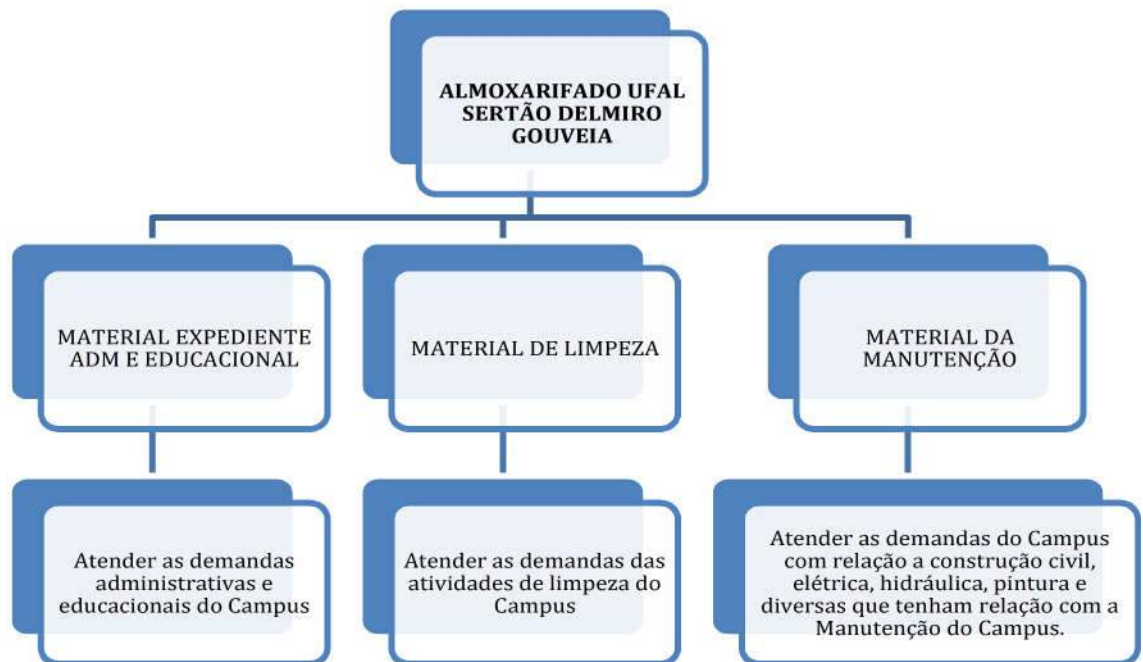 ALMOXARIFADO UFAL
SERTÃO DELMIRO
GOUVEIA
MATERIAL EXPEDIENTE
ADM E EDUCACIONAL
MATERIAL DE LIMPEZA
MATERIAL DA
MANUTENÇÃO
Atender as demandas
administrativas e
educacionais do Campus
Atender as demandas das
atividades de limpeza do
Campus
Atender as demandas do Campus
com relação a construção civil,
elétrica, hidráulica, pintura e
diversas que tenham relação com a
Manutenção do Campus.